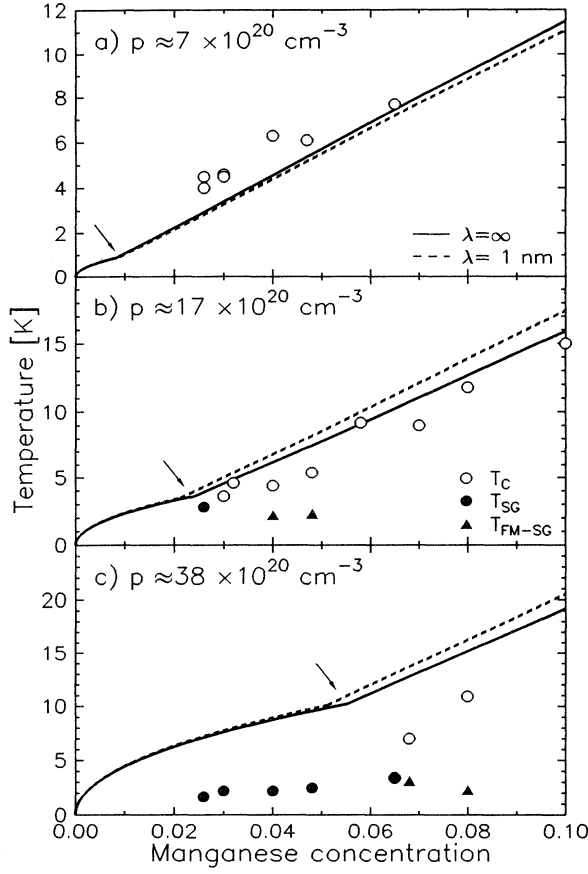 12
a) p ≈7 ×10²⁰ cm⁻³
10
8
6
4
2
0
λ=∞
λ= 1 nm
b) p ≈17 ×10²⁰ cm⁻³
15
10
5
0
T_C
T_SG
T_FM−SG
Temperature [K]
c) p ≈38 ×10²⁰ cm⁻³
20
15
10
5
0
0.00 0.02 0.04 0.06 0.08 0.10
Manganese concentration